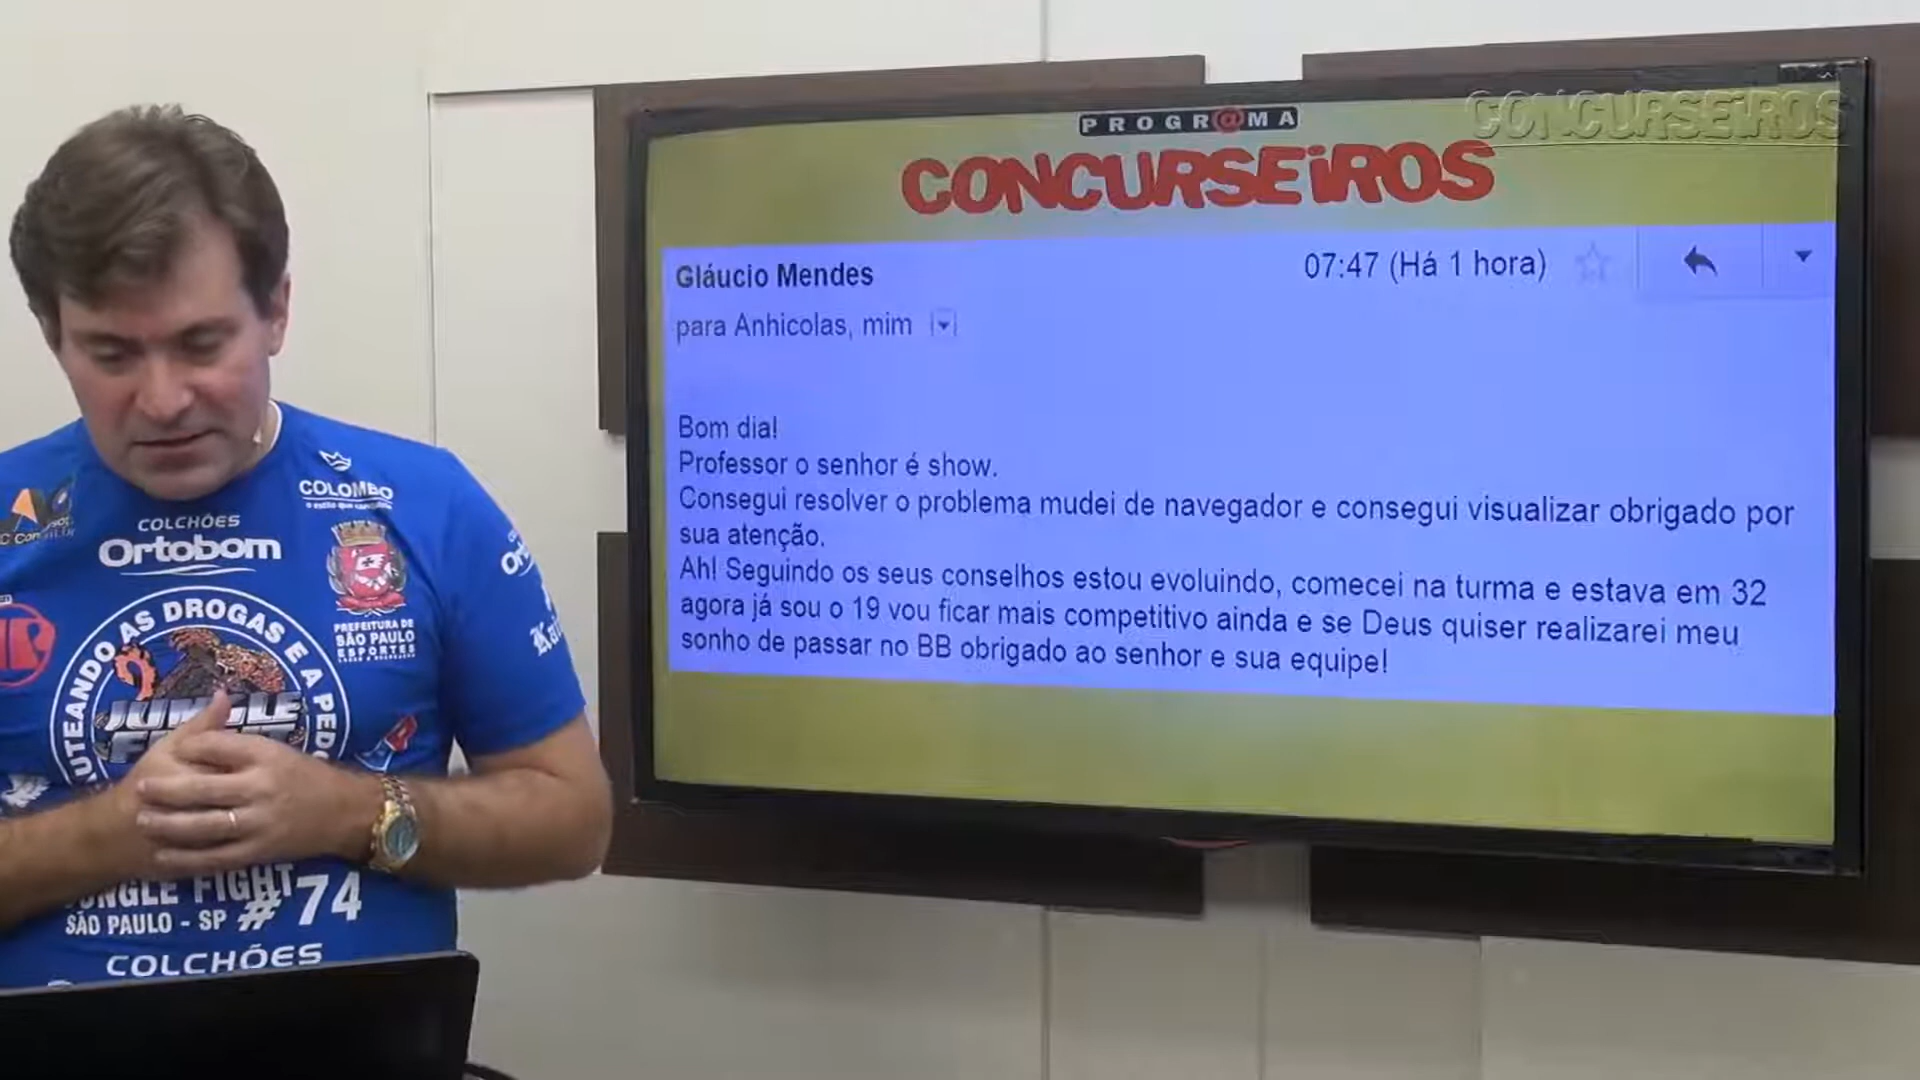 PROGR@MA
CONCURSEiROS
CONCURSEiROS
Gláucio Mendes
07:47 (Há 1 hora)
para Anhicolas, mim
Bom dia!
Professor o senhor é show.
Consegui resolver o problema mudei de navegador e consegui visualizar obrigado por
sua atenção.
Ah! Seguindo os seus conselhos estou evoluindo, comecei na turma e estava em 32
agora já sou o 19 vou ficar mais competitivo ainda e se Deus quiser realizarei meu
sonho de passar no BB obrigado ao senhor e sua equipe!
COLOMBO
COLCHÕES
Ortobom
PREFEITURA DE
SÃO PAULO
ESPORTES
AS DROGAS E A
JUNGLE
JUNGLE FIGHT
SÃO PAULO - SP #74
COLCHÕES